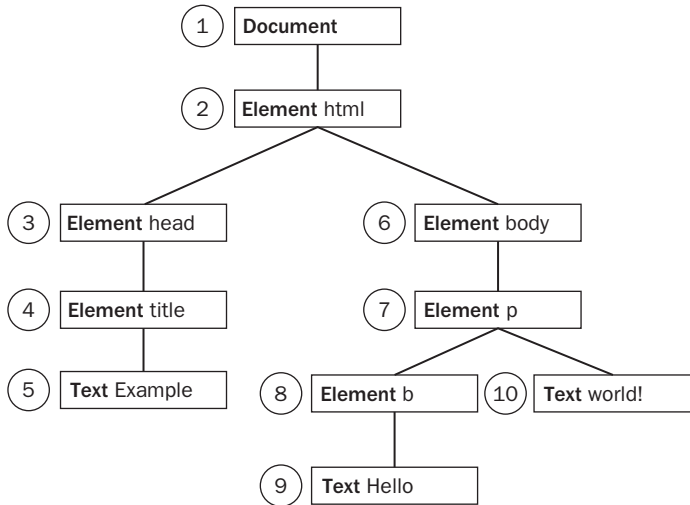 1 Document
2 Element html
3 Element head
6 Element body
4 Element title
7 Element p
5 Text Example
8 Element b
10 Text world!
9 Text Hello